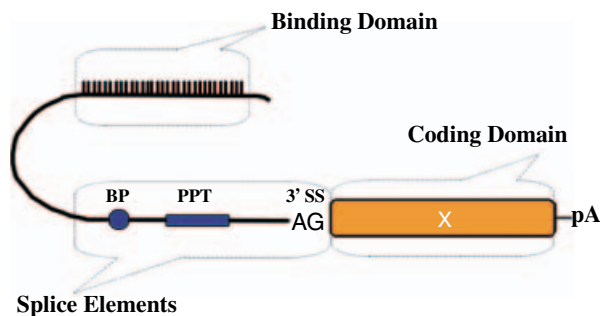 Binding Domain
Coding Domain
BP PPT 3' SS
AG X pA
Splice Elements